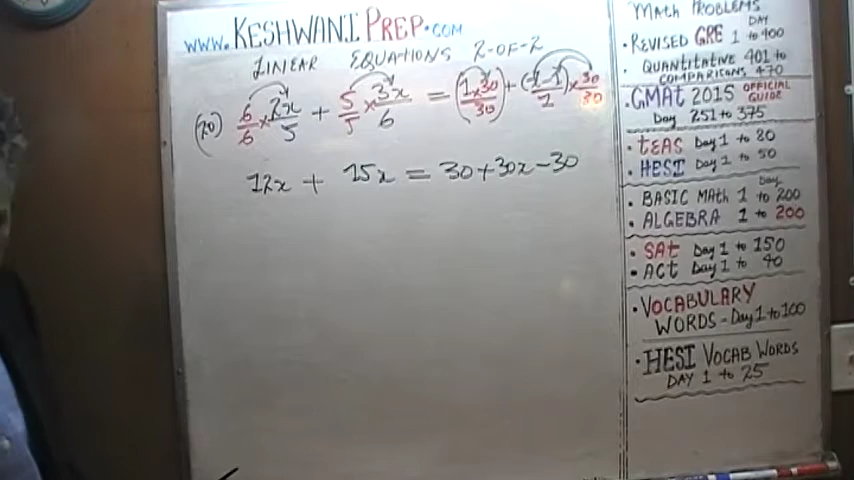 www.KESHWANI PREP.COM
LINEAR EQUATIONS 2-OF-2
(20) 6/6 × 2x/5 + 5/5 × 3x/6 = (1×30/30) + ( )/1 × 30/30
12x + 15x = 30+30x-30
MATH PROBLEMS
DAY
• REVISED GRE 1 to 400
• QUANTITATIVE 401 to
COMPARISONS 470
• GMAt 2015 OFFICIAL GUIDE
Day 251 to 375
• tEAS Day 1 to 80
• HESI Day 1 to 50
Day
• BASIC MAth 1 to 200
• ALGEBRA 1 to 200
• SAt Day 1 to 150
• ACt Day 1 to 40
• VOCABULARY
WORDS - Day 1 to 100
• HESI VOCAB WORDS
DAY 1 to 25